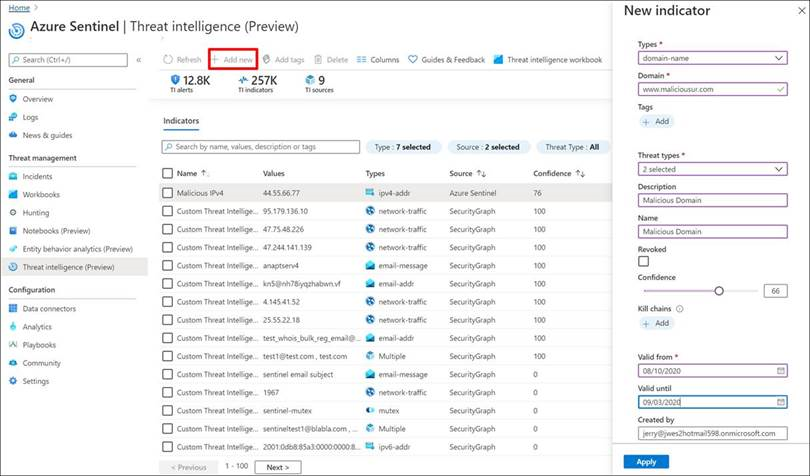 Home >
Azure Sentinel | Threat intelligence (Preview)
Search (Ctrl+/)
«
General
Overview
Logs
News & guides
Threat management
Incidents
Workbooks
Hunting
Notebooks (Preview)
Entity behavior analytics (Preview)
Threat intelligence (Preview)
Configuration
Data connectors
Analytics
Playbooks
Community
Settings
Refresh + Add new Add tags Delete Columns Guides & Feedback Threat intelligence workbook
12.8K 257K 9
TI alerts TI indicators TI sources
Indicators
Search by name, values, description or tags Type : 7 selected Source : 2 selected Threat Type : All
Name ↑ Values Types ↑↓ Source ↑↓ Confidence ↑↓
Malicious IPv4 44.55.66.77 ipv4-addr Azure Sentinel 76
Custom Threat Intellige... 95.179.136.10 network-traffic SecurityGraph 100
Custom Threat Intellige... 47.75.48.226 network-traffic SecurityGraph 100
Custom Threat Intellige... 47.244.141.139 network-traffic SecurityGraph 100
Custom Threat Intellige... anaptserv4 email-message SecurityGraph 100
Custom Threat Intellige... kn5@nh78iyqzhabwn.vf email-addr SecurityGraph 100
Custom Threat Intellige... 4.145.41.52 network-traffic SecurityGraph 100
Custom Threat Intellige... 25.55.22.18 network-traffic SecurityGraph 100
Custom Threat Intellige... test_whois_bulk_reg_email@... email-addr SecurityGraph 100
Custom Threat Intellige... test1@test.com , test.com Multiple SecurityGraph 100
Custom Threat Intellige... sentinel email subject email-message SecurityGraph 0
Custom Threat Intellige... 1967 network-traffic SecurityGraph 0
Custom Threat Intellige... sentinel-mutex mutex SecurityGraph 0
Custom Threat Intellige... sentineltest1@blabla.com , ... Multiple SecurityGraph 0
Custom Threat Intellige... 2001:0db8:85a3:0000:0000:8... ipv6-addr SecurityGraph 0
< Previous 1 - 100 Next >
New indicator
Types *
domain-name
Domain *
www.maliciousur.com
Tags
+ Add
Threat types *
2 selected
Description
Malicious Domain
Name
Malicious Domain
Revoked
Confidence
66
Kill chains
+ Add
Valid from *
08/10/2020
Valid until
09/03/2020
Created by
jerry@jwes2hotmail598.onmicrosoft.com
Apply